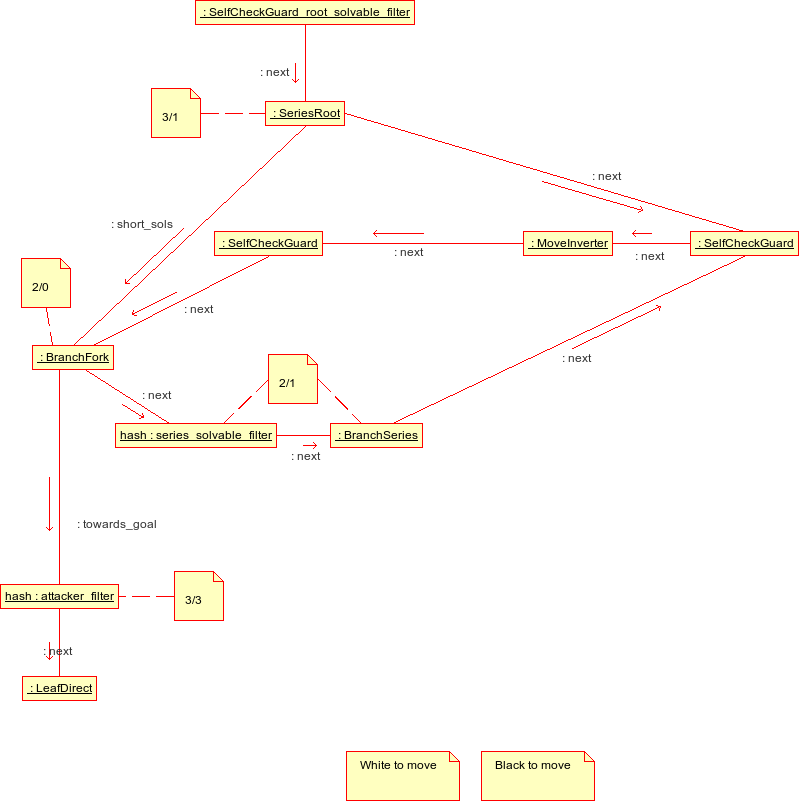 : SelfCheckGuard_root_solvable_filter
: next
3/1
: SeriesRoot
: next
: short_sols
: SelfCheckGuard
: next
: MoveInverter
: next
: SelfCheckGuard
2/0
: next
: BranchFork
: next
2/1
: next
hash : series_solvable_filter
: BranchSeries
: next
: towards_goal
hash : attacker_filter
3/3
: next
: LeafDirect
White to move
Black to move